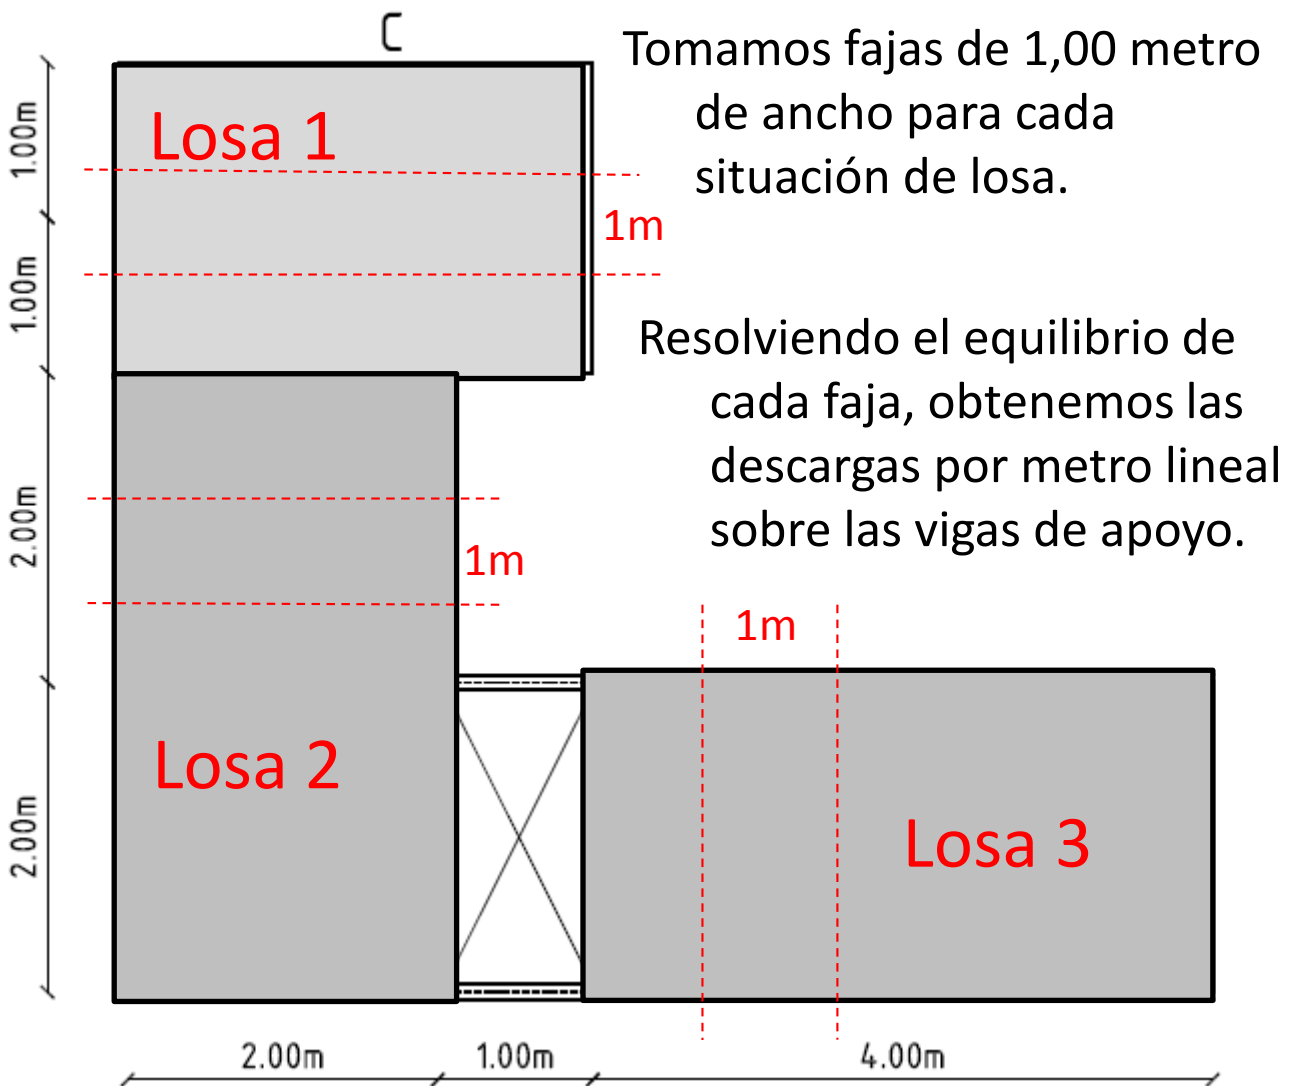 C
Tomamos fajas de 1,00 metro
de ancho para cada
situación de losa.
Losa 1
1.00m
1m
1.00m
Resolviendo el equilibrio de
cada faja, obtenemos las
descargas por metro lineal
sobre las vigas de apoyo.
2.00m
1m
1m
Losa 2
2.00m
Losa 3
2.00m
1.00m
4.00m